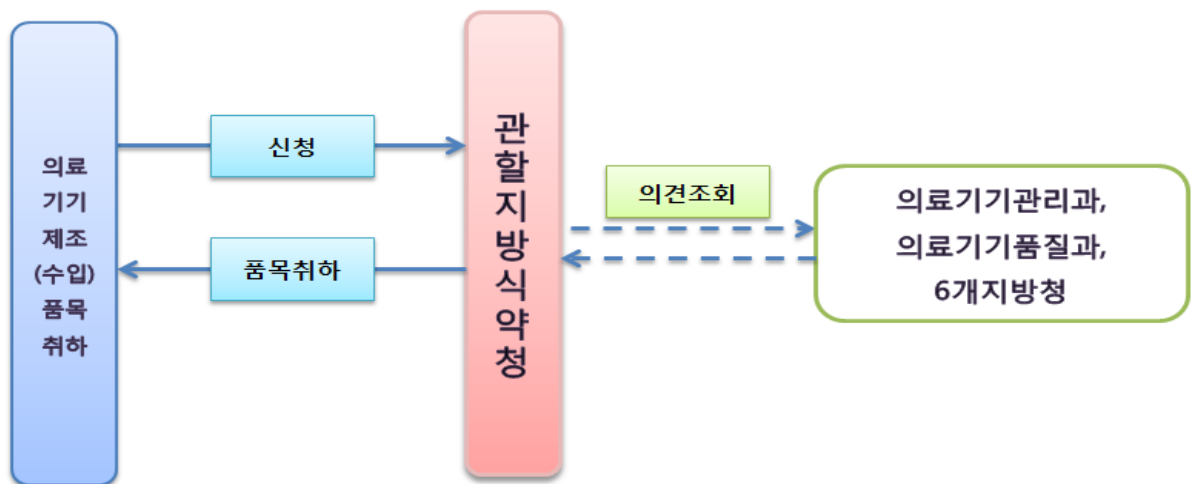 의료
기기
제조
(수입)
품목
취하
신청
품목취하
관
할
지
방
식
약
청
의견조회
의료기기관리과,
의료기기품질과,
6개지방청